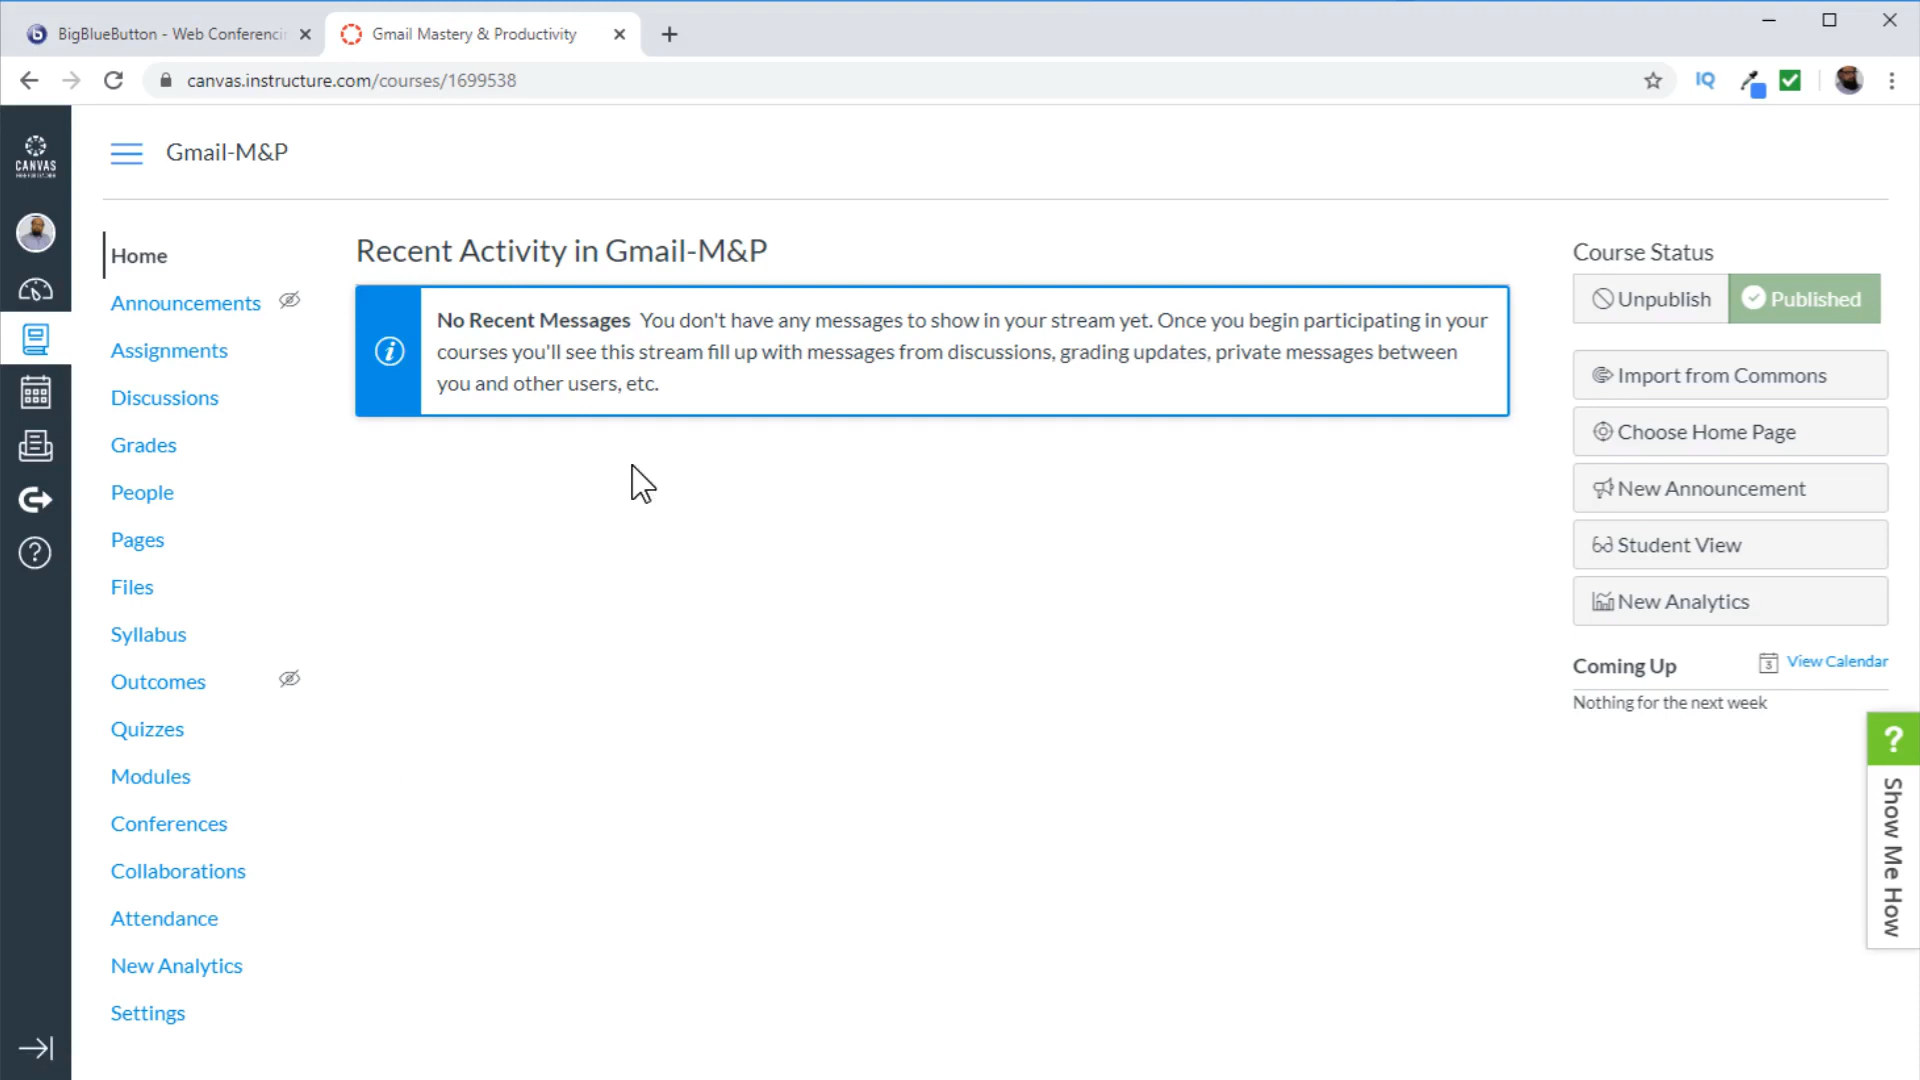 BigBlueButton - Web Conferenci
Gmail Mastery & Productivity
canvas.instructure.com/courses/1699538
IQ
CANVAS
Gmail-M&P
Home
Announcements
Assignments
Discussions
Grades
People
Pages
Files
Syllabus
Outcomes
Quizzes
Modules
Conferences
Collaborations
Attendance
New Analytics
Settings
Recent Activity in Gmail-M&P
No Recent Messages You don't have any messages to show in your stream yet. Once you begin participating in your
courses you'll see this stream fill up with messages from discussions, grading updates, private messages between
you and other users, etc.
Course Status
Unpublish
Published
Import from Commons
Choose Home Page
New Announcement
Student View
New Analytics
Coming Up
3
View Calendar
Nothing for the next week
?
Show Me How